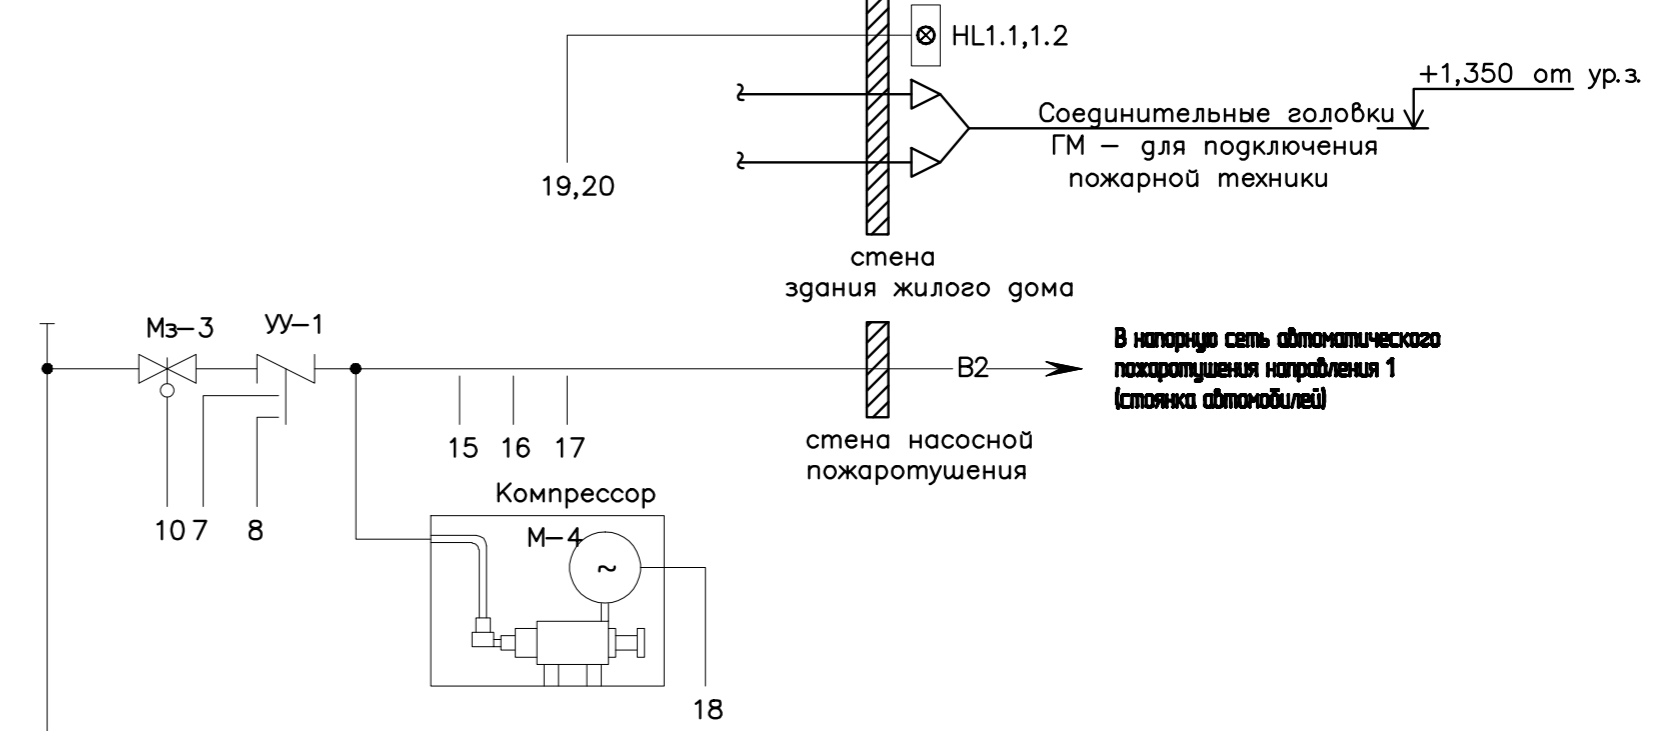 HL1.1,1.2
+1,350 от ур.з.
Соединительные головки
ГМ – для подключения
пожарной техники
19,20
стена
здания жилого дома
Мз–3
УУ–1
В2
В напорную сеть автоматического
пожаротушения направления 1
(стоянка автомобилей)
15 16 17
стена насосной
пожаротушения
10 7 8
Компрессор
М–4
~
18